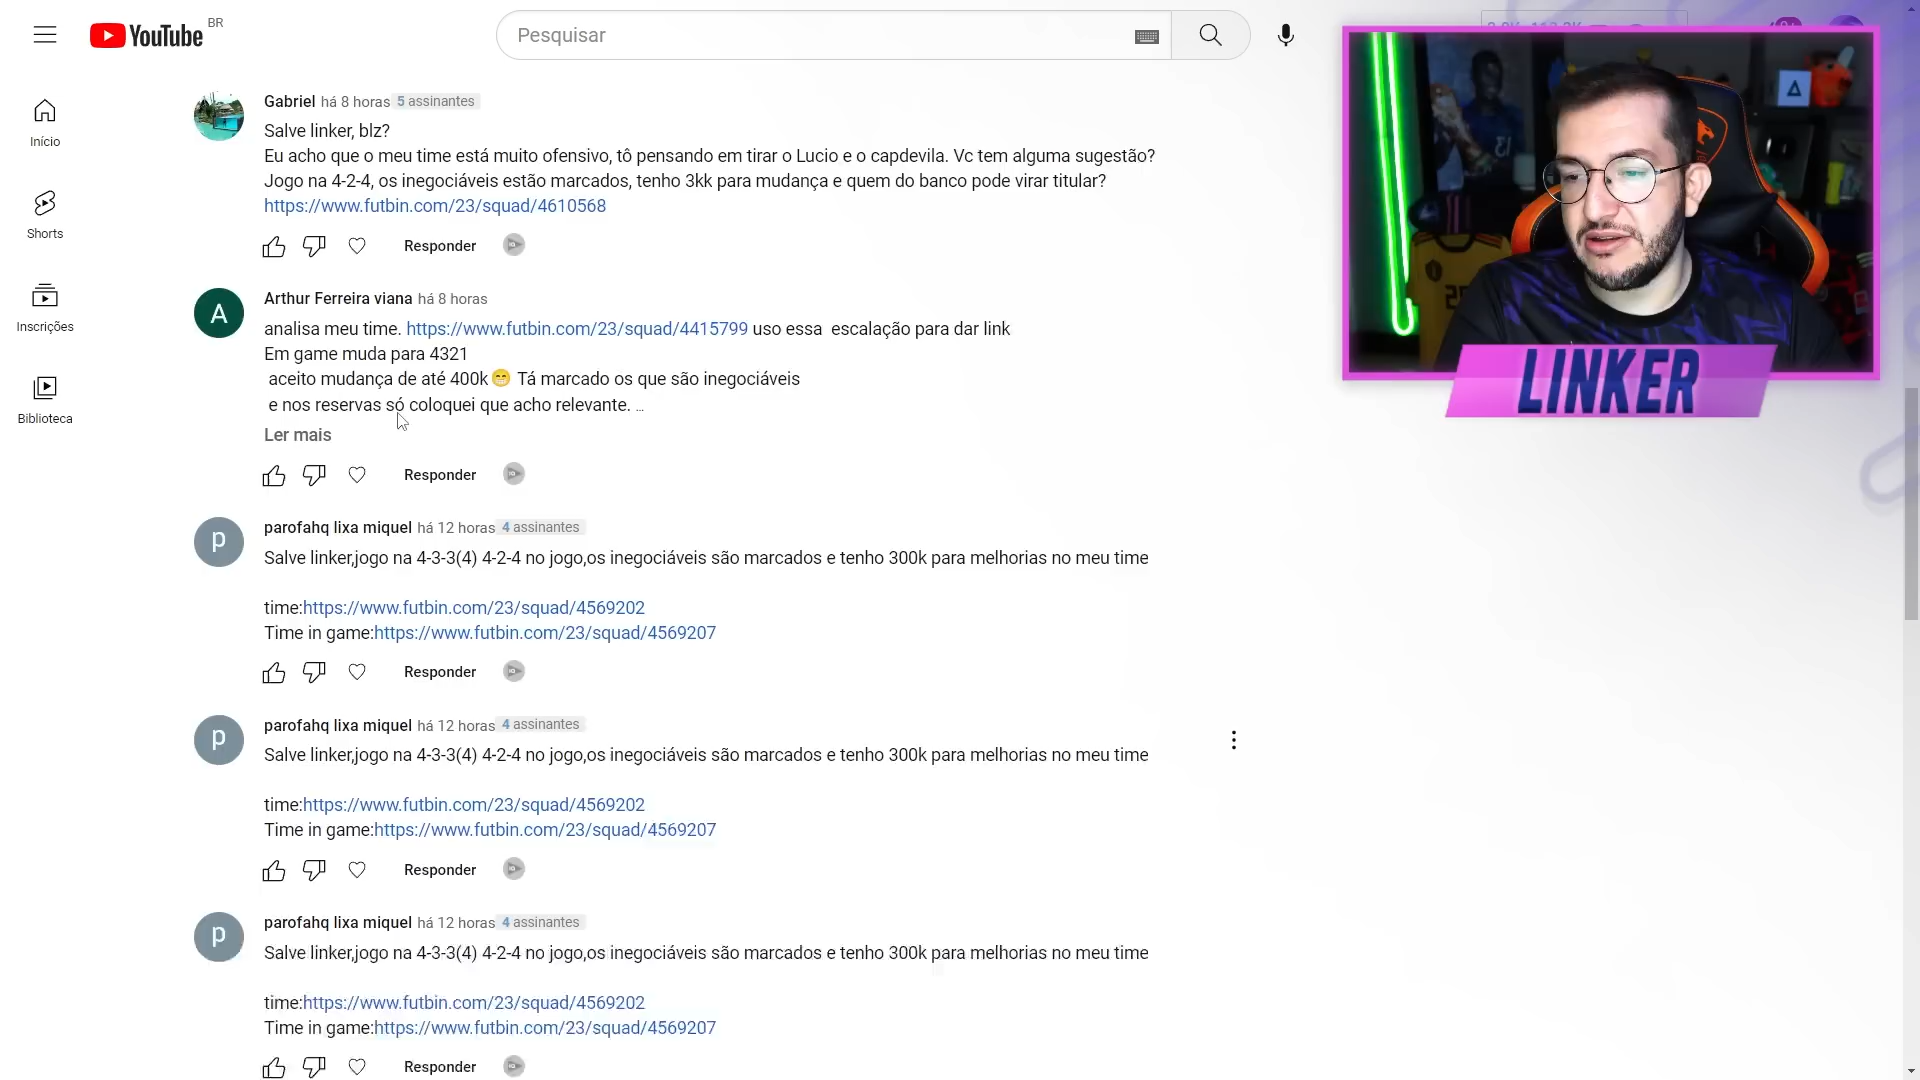 YouTube BR
Pesquisar
Início
Shorts
Inscrições
Biblioteca
Gabriel há 8 horas 5 assinantes
Salve linker, blz?
Eu acho que o meu time está muito ofensivo, tô pensando em tirar o Lucio e o capdevila. Vc tem alguma sugestão?
Jogo na 4-2-4, os inegociáveis estão marcados, tenho 3kk para mudança e quem do banco pode virar titular?
https://www.futbin.com/23/squad/4610568
Responder
A
Arthur Ferreira viana há 8 horas
analisa meu time. https://www.futbin.com/23/squad/4415799 uso essa escalação para dar link
Em game muda para 4321
aceito mudança de até 400k😁 Tá marcado os que são inegociáveis
e nos reservas só coloquei que acho relevante. ...
Ler mais
Responder
p
parofahq lixa miquel há 12 horas 4 assinantes
Salve linker,jogo na 4-3-3(4) 4-2-4 no jogo,os inegociáveis são marcados e tenho 300k para melhorias no meu time
time:https://www.futbin.com/23/squad/4569202
Time in game:https://www.futbin.com/23/squad/4569207
Responder
p
parofahq lixa miquel há 12 horas 4 assinantes
Salve linker,jogo na 4-3-3(4) 4-2-4 no jogo,os inegociáveis são marcados e tenho 300k para melhorias no meu time
time:https://www.futbin.com/23/squad/4569202
Time in game:https://www.futbin.com/23/squad/4569207
Responder
p
parofahq lixa miquel há 12 horas 4 assinantes
Salve linker,jogo na 4-3-3(4) 4-2-4 no jogo,os inegociáveis são marcados e tenho 300k para melhorias no meu time
time:https://www.futbin.com/23/squad/4569202
Time in game:https://www.futbin.com/23/squad/4569207
Responder
LINKER